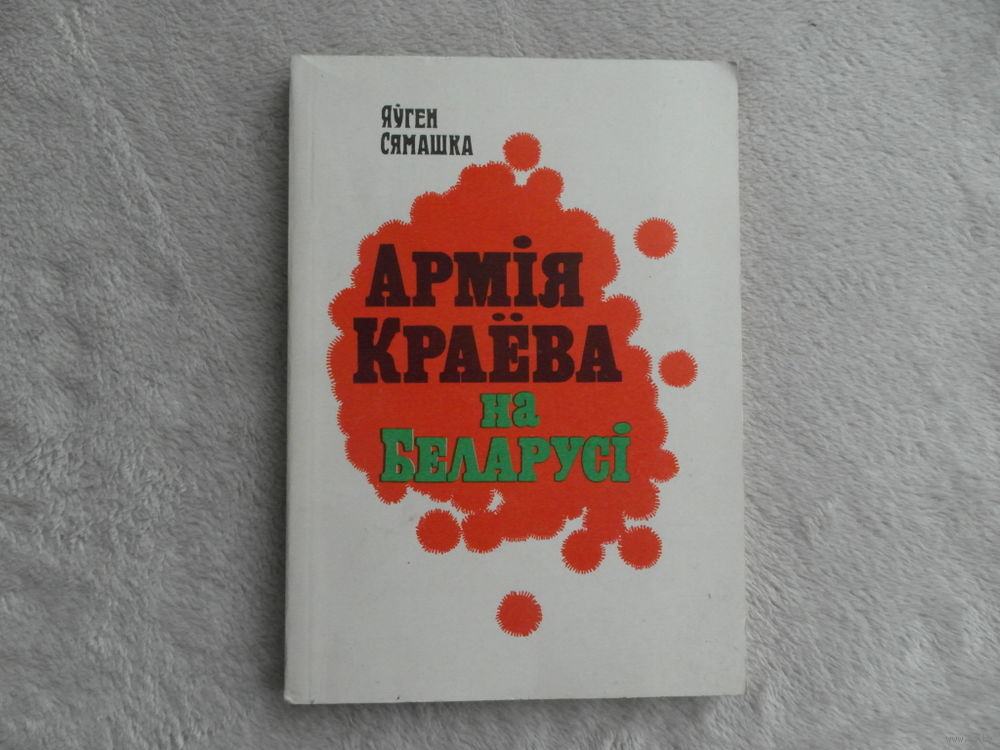 Яўген
Сямашка
Армія
Краёва
на
Беларусі